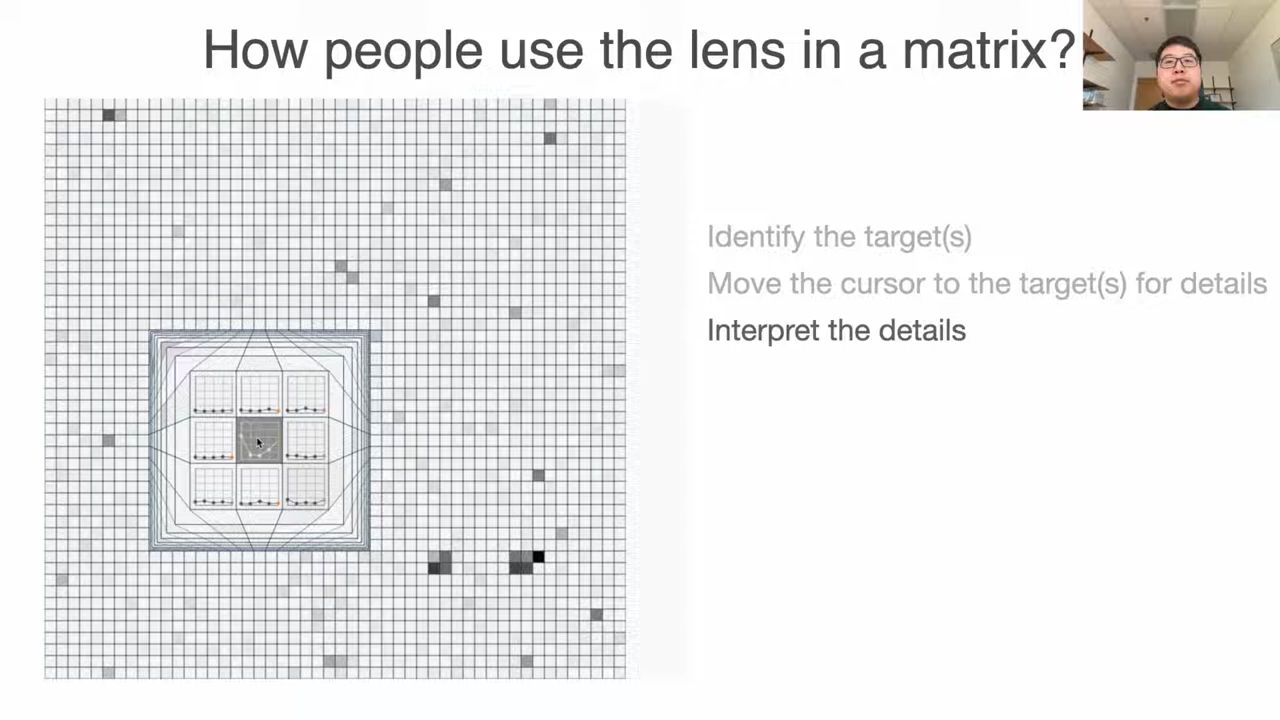 How people use the lens in a matrix?
Identify the target(s)
Move the cursor to the target(s) for details
Interpret the details